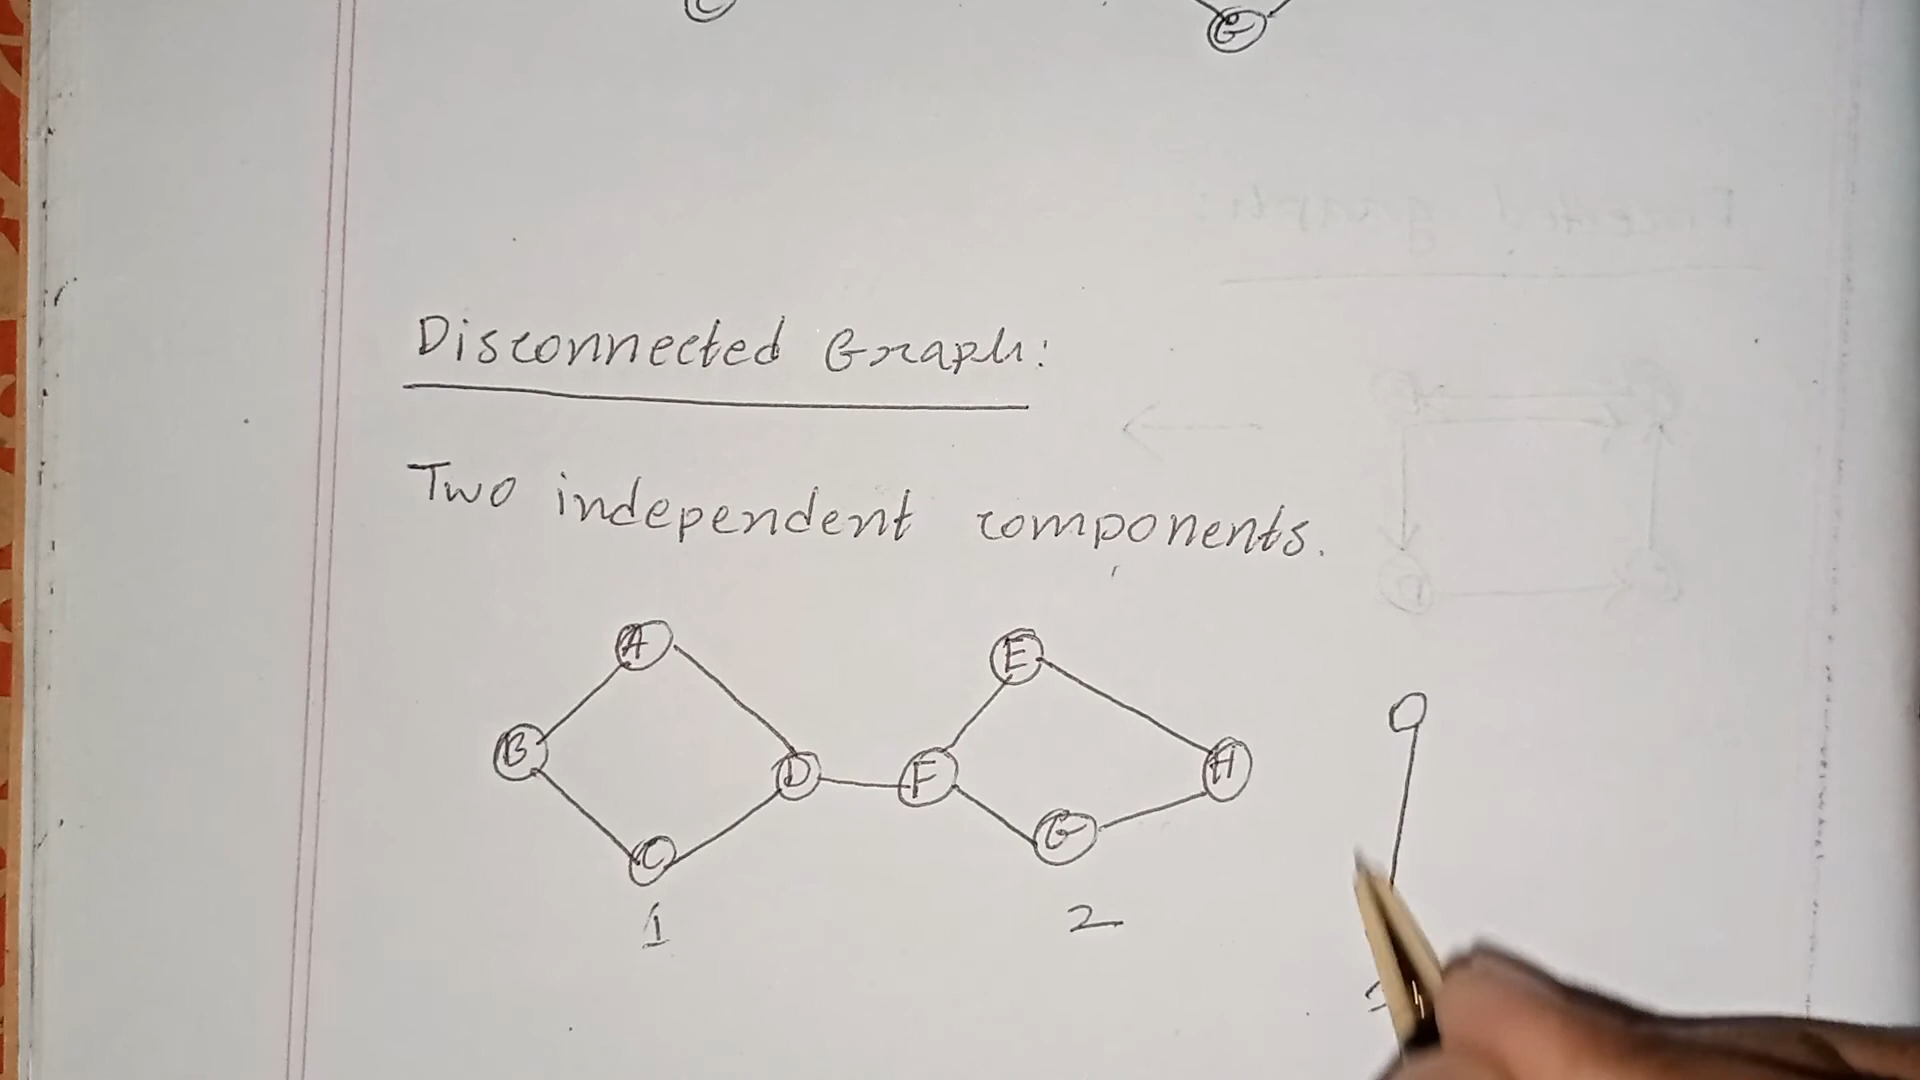 C
G
Disconnected Graph:
Two independent components.
A E
B D F H
C G
1 2